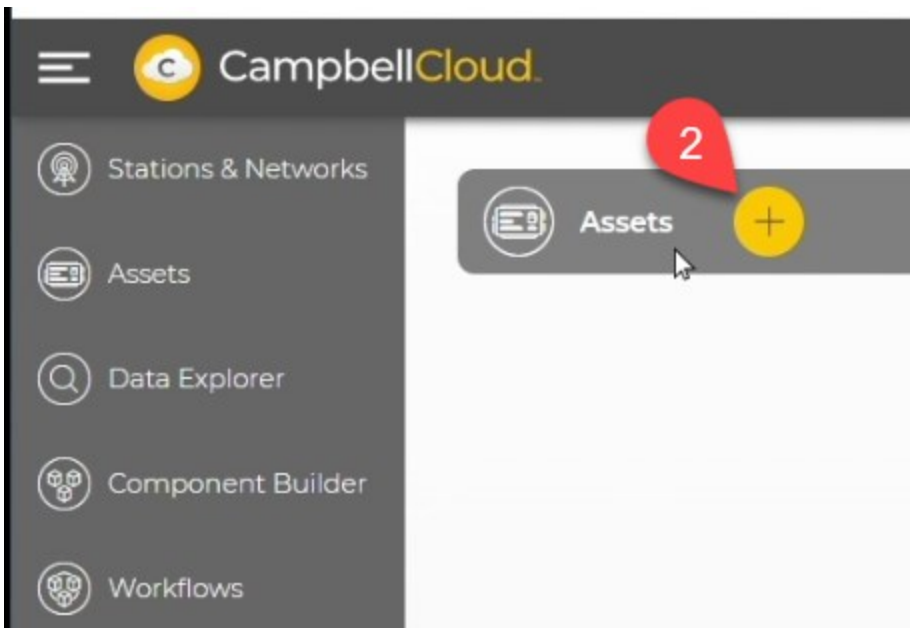 CampbellCloud
Stations & Networks
2
Assets
+
Assets
Data Explorer
Component Builder
Workflows